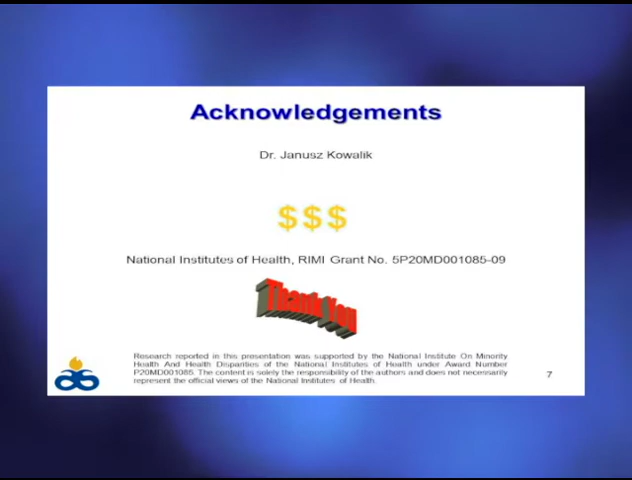 Acknowledgements
Dr. Janusz Kowalik
$$$
National Institutes of Health, RIMI Grant No. 5P20MD001085-09
Thank You
Research reported in this presentation was supported by the National Institute On Minority
Health And Health Disparities of the National Institutes of Health under Award Number
P20MD001085. The content is solely the responsibility of the authors and does not necessarily
represent the official views of the National Institutes of Health.
7